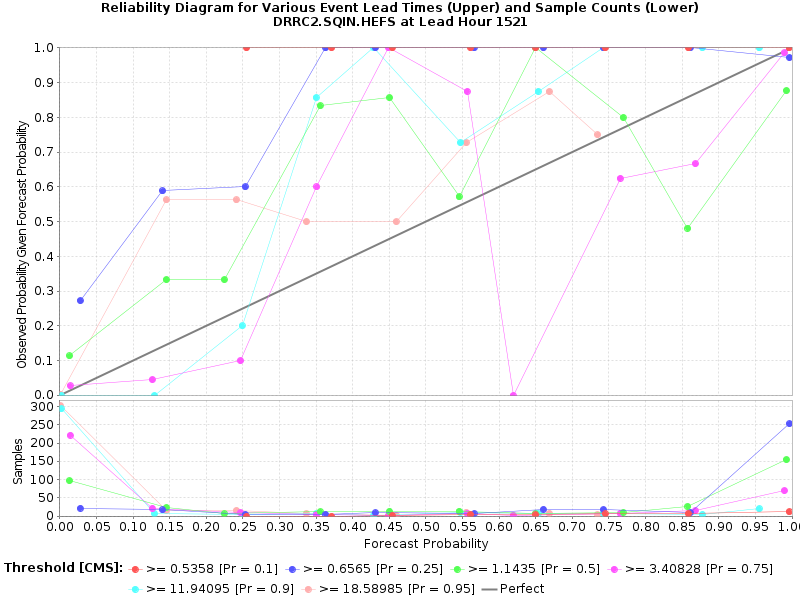 Reliability Diagram for Various Event Lead Times (Upper) and Sample Counts (Lower)
DRRC2.SQIN.HEFS at Lead Hour 1521
Observed Probability Given Forecast Probability
1.0
0.9
0.8
0.7
0.6
0.5
0.4
0.3
0.2
0.1
0.0
Samples
300
250
200
150
100
50
0
0.00 0.05 0.10 0.15 0.20 0.25 0.30 0.35 0.40 0.45 0.50 0.55 0.60 0.65 0.70 0.75 0.80 0.85 0.90 0.95 1.0
Forecast Probability
Threshold [CMS]: >= 0.5358 [Pr = 0.1] >= 0.6565 [Pr = 0.25] >= 1.1435 [Pr = 0.5] >= 3.40828 [Pr = 0.75]
>= 11.94095 [Pr = 0.9] >= 18.58985 [Pr = 0.95] Perfect